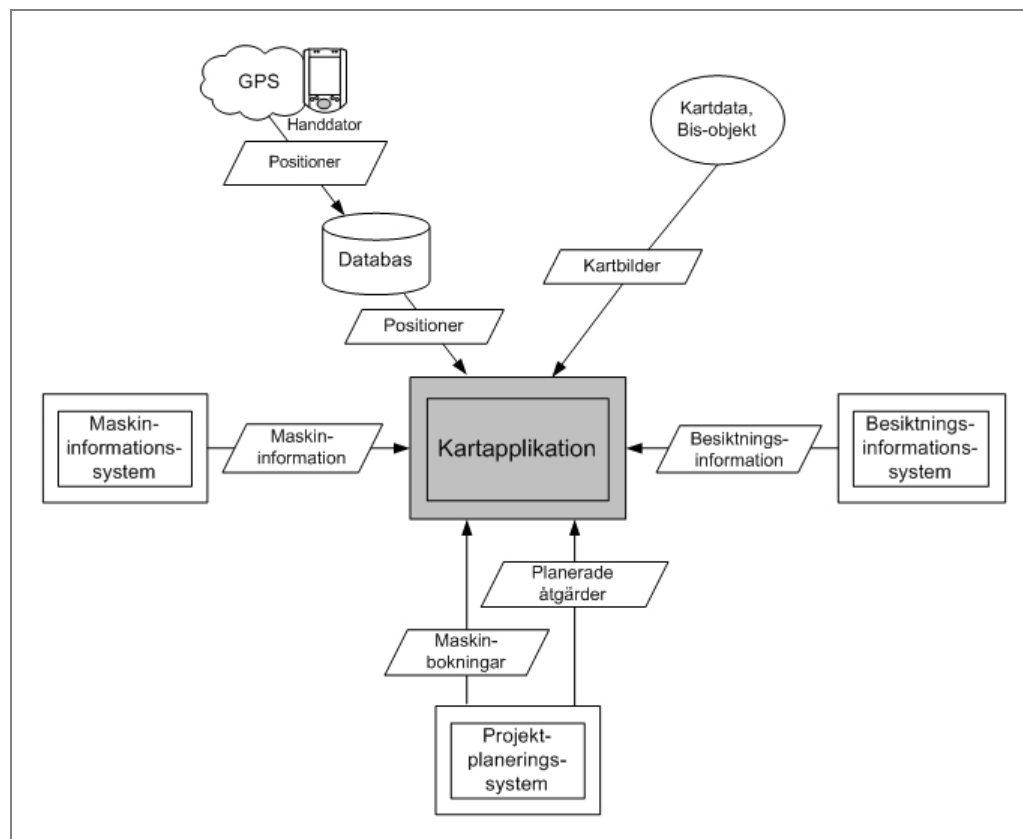 GPS
Handdator
Positioner
Kartdata,
Bis-objekt
Databas
Kartbilder
Positioner
Maskin-
informations-
system
Maskin-
information
Kartapplikation
Besiktnings-
information
Besiktnings-
informations-
system
Planerade
åtgärder
Maskin-
bokningar
Projekt-
planerings-
system